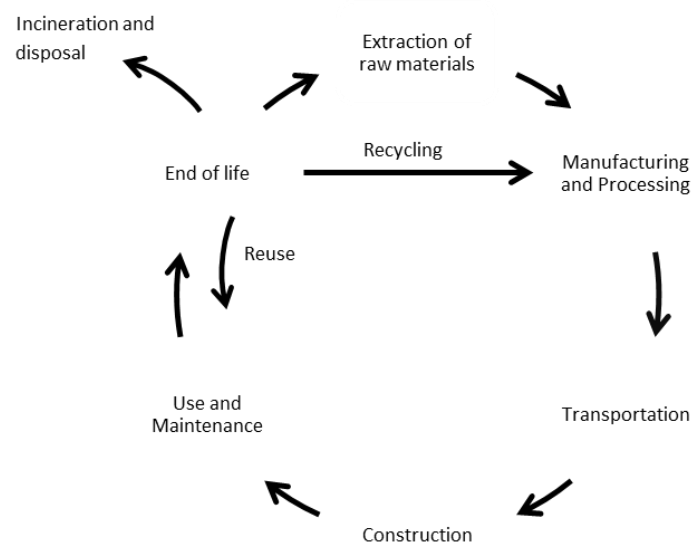 Incineration and
disposal
Extraction of
raw materials
Recycling
End of life
Manufacturing
and Processing
Reuse
Use and
Maintenance
Transportation
Construction